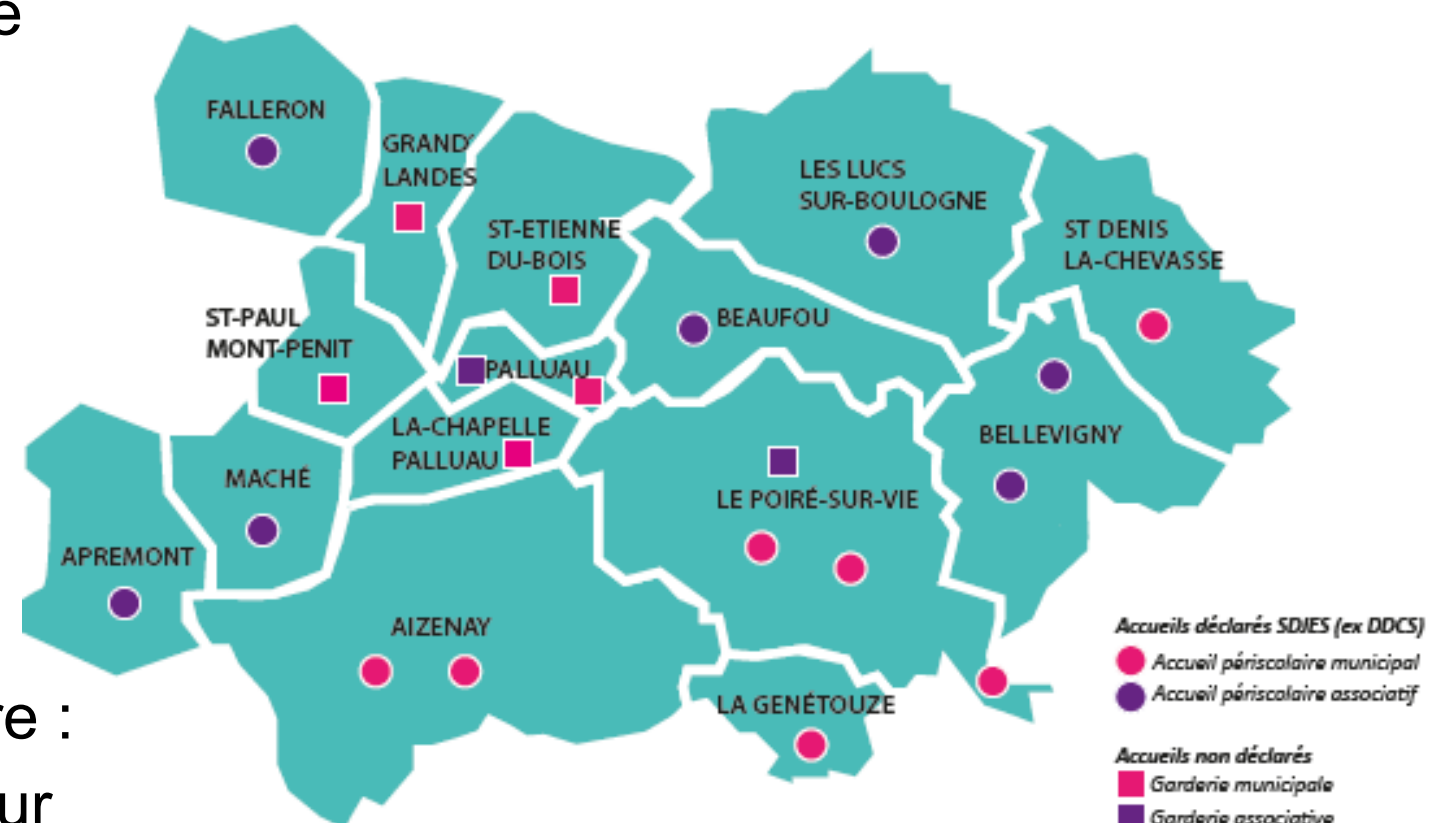 e
FALLERON
GRAND'
LANDES
LES LUCS
SUR-BOULOGNE
ST-ETIENNE
DU-BOIS
ST DENIS
LA-CHEVASSE
ST-PAUL
MONT-PENIT
BEAUFOU
PALLUAU
LA-CHAPELLE
PALLUAU
BELLEVIGNY
MACHÉ
LE POIRÉ-SUR-VIE
APREMONT
AIZENAY
LA GENÉTOUZE
re :
ur
Accueils déclarés SDJES (ex DDCS)
Accueil périscolaire municipal
Accueil périscolaire associatif
Accueils non déclarés
Garderie municipale
Garderie associative